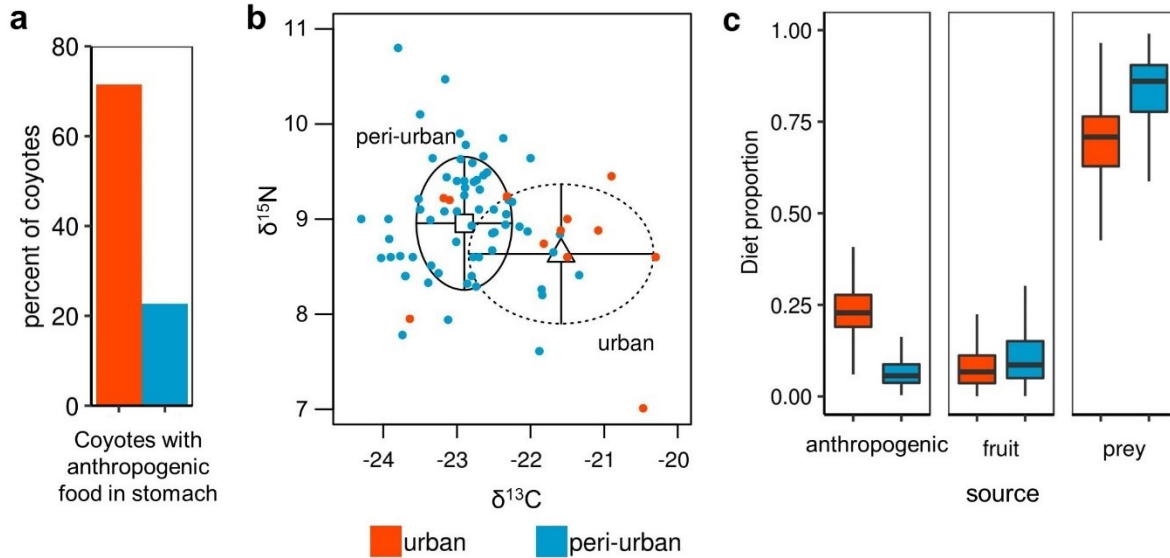 a
80
60
40
20
0
percent of coyotes
Coyotes with
anthropogenic
food in stomach
b
11
10
9
8
7
δ¹⁵N
peri-urban
urban
-24 -23 -22 -21 -20
δ¹³C
c
1.00
0.75
0.50
0.25
0.00
Diet proportion
anthropogenic fruit prey
source
urban peri-urban